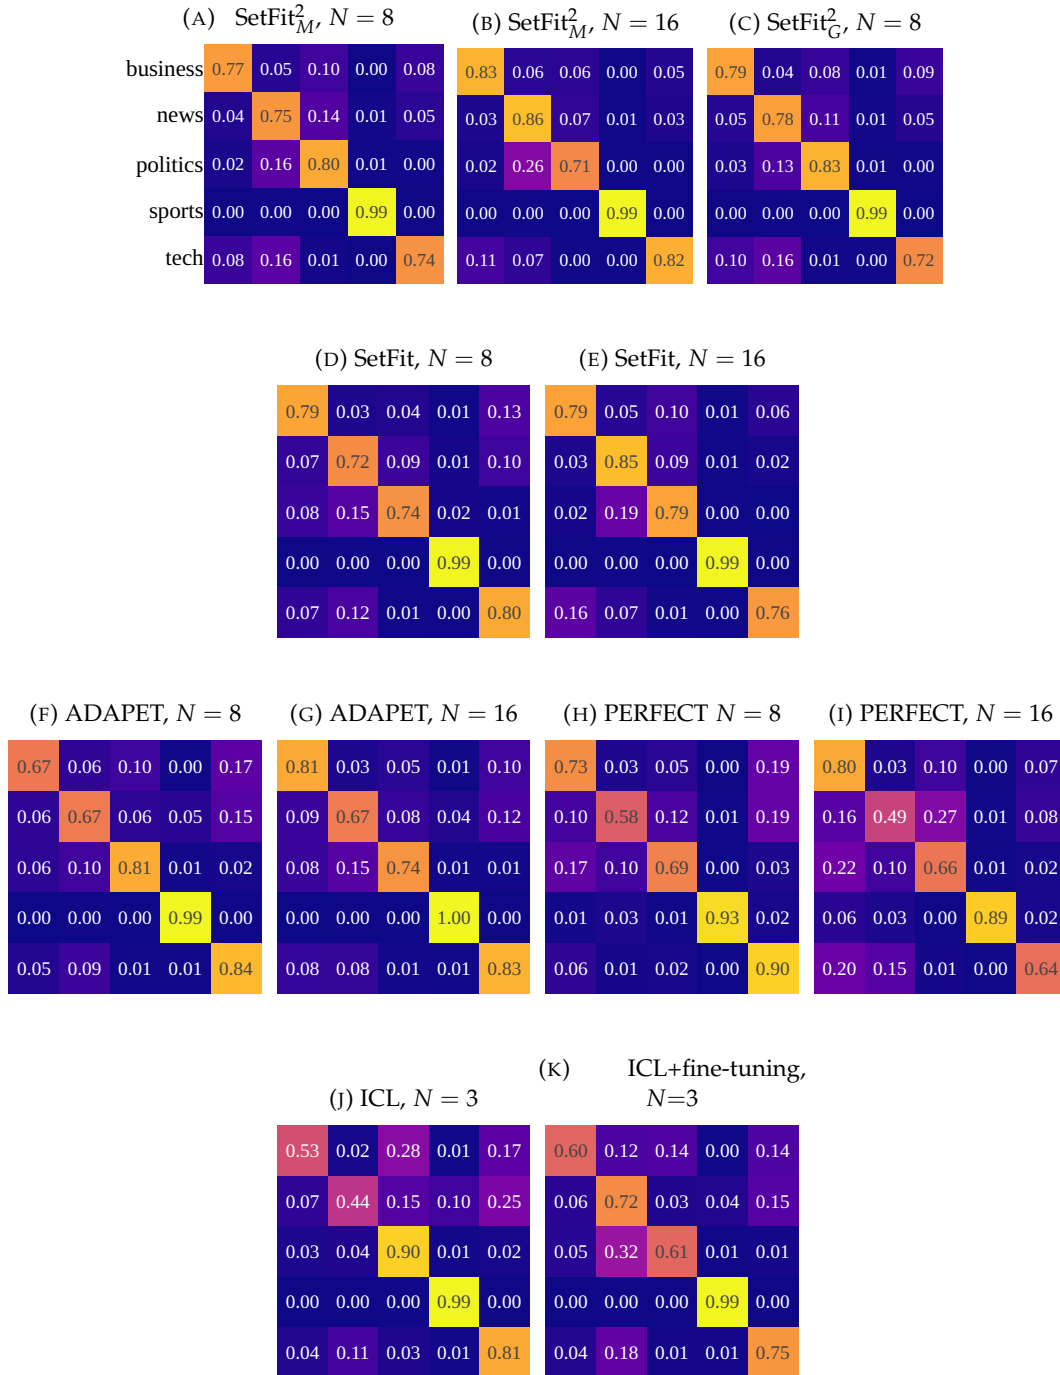 (A) SetFit²_M, N = 8
(B) SetFit²_M, N = 16
(C) SetFit²_G, N = 8
business 0.77 0.05 0.10 0.00 0.08
0.83 0.06 0.06 0.00 0.05
0.79 0.04 0.08 0.01 0.09
news 0.04 0.75 0.14 0.01 0.05
0.03 0.86 0.07 0.01 0.03
0.05 0.78 0.11 0.01 0.05
politics 0.02 0.16 0.80 0.01 0.00
0.02 0.26 0.71 0.00 0.00
0.03 0.13 0.83 0.01 0.00
sports 0.00 0.00 0.00 0.99 0.00
0.00 0.00 0.00 0.99 0.00
0.00 0.00 0.00 0.99 0.00
tech 0.08 0.16 0.01 0.00 0.74
0.11 0.07 0.00 0.00 0.82
0.10 0.16 0.01 0.00 0.72
(D) SetFit, N = 8
(E) SetFit, N = 16
0.79 0.03 0.04 0.01 0.13
0.79 0.05 0.10 0.01 0.06
0.07 0.72 0.09 0.01 0.10
0.03 0.85 0.09 0.01 0.02
0.08 0.15 0.74 0.02 0.01
0.02 0.19 0.79 0.00 0.00
0.00 0.00 0.00 0.99 0.00
0.00 0.00 0.00 0.99 0.00
0.07 0.12 0.01 0.00 0.80
0.16 0.07 0.01 0.00 0.76
(F) ADAPET, N = 8
(G) ADAPET, N = 16
(H) PERFECT N = 8
(I) PERFECT, N = 16
0.67 0.06 0.10 0.00 0.17
0.81 0.03 0.05 0.01 0.10
0.73 0.03 0.05 0.00 0.19
0.80 0.03 0.10 0.00 0.07
0.06 0.67 0.06 0.05 0.15
0.09 0.67 0.08 0.04 0.12
0.10 0.58 0.12 0.01 0.19
0.16 0.49 0.27 0.01 0.08
0.06 0.10 0.81 0.01 0.02
0.08 0.15 0.74 0.01 0.01
0.17 0.10 0.69 0.00 0.03
0.22 0.10 0.66 0.01 0.02
0.00 0.00 0.00 0.99 0.00
0.00 0.00 0.00 1.00 0.00
0.01 0.03 0.01 0.93 0.02
0.06 0.03 0.00 0.89 0.02
0.05 0.09 0.01 0.01 0.84
0.08 0.08 0.01 0.01 0.83
0.06 0.01 0.02 0.00 0.90
0.20 0.15 0.01 0.00 0.64
(J) ICL, N = 3
(K) ICL+fine-tuning,
N=3
0.53 0.02 0.28 0.01 0.17
0.60 0.12 0.14 0.00 0.14
0.07 0.44 0.15 0.10 0.25
0.06 0.72 0.03 0.04 0.15
0.03 0.04 0.90 0.01 0.02
0.05 0.32 0.61 0.01 0.01
0.00 0.00 0.00 0.99 0.00
0.00 0.00 0.00 0.99 0.00
0.04 0.11 0.03 0.01 0.81
0.04 0.18 0.01 0.01 0.75